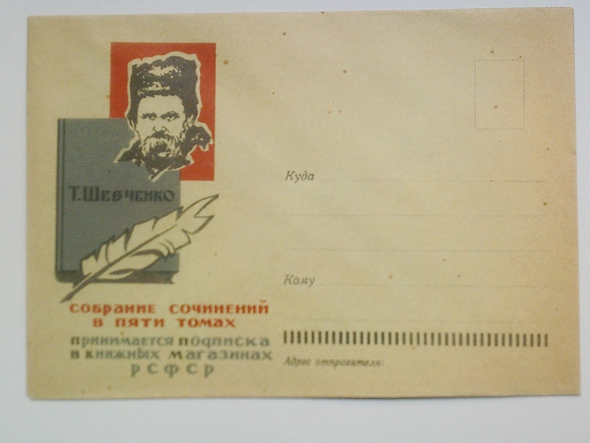 Т. Шевченко
СОБРАНИЕ СОЧИНЕНИЙ
В ПЯТИ ТОМАХ
ПРИНИМАЕТСЯ ПОДПИСКА
В КНИЖНЫХ МАГАЗИНАХ
РСФСР
Куда
Кому
Адрес отправителя: